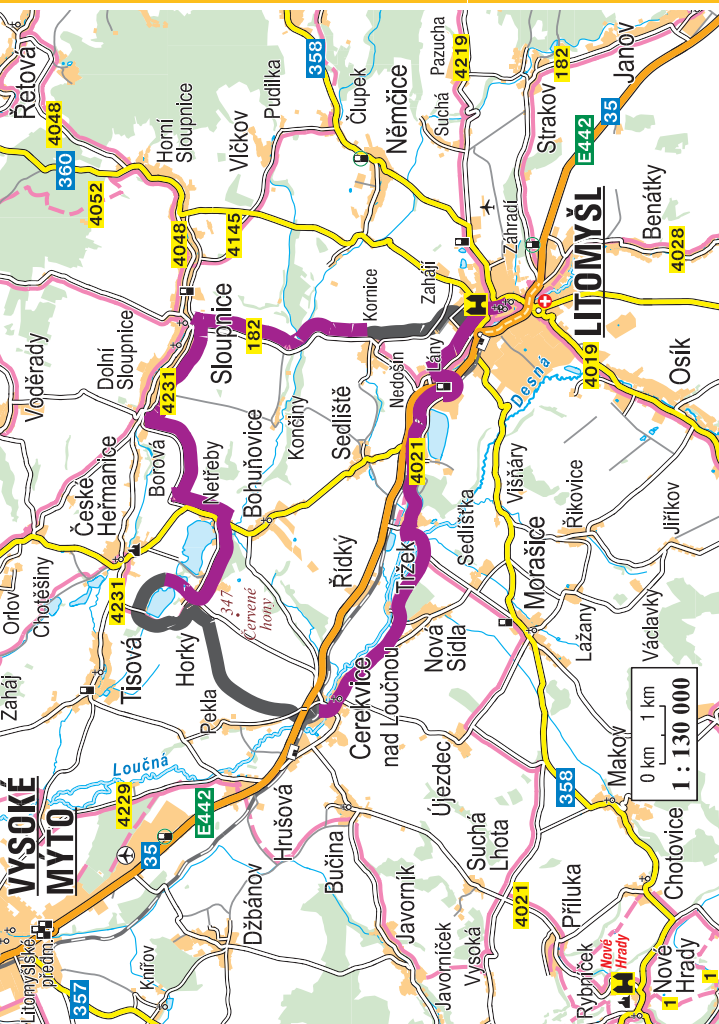 357
Litomyšlské
předm.
VYSOKÉ
MÝTO
Zaháj
Orlov
Řetová
Knířov
35
4229
Loučná
Tisová
4231
Chotěšiny
Voděrady
4048
360
4052
Džbánov
E442
Pekla
Horky
České
Heřmanice
Dolní
Sloupnice
Horní
Sloupnice
Hrušová
347
Červené
hony
Borová
4231
4048
Netřeby
Sloupnice
4145
Vlčkov
Bučina
Bohuňovice
182
Pudilka
Cerekvice
nad Loučnou
Řídký
Končiny
358
Javorník
Sedliště
Kornice
Člupek
Němčice
Javorníček
Újezdec
Tržek
4021
Nedošín
Nová
Sídla
Sedlišťka
Lány
Zahájí
Suchá
Pazucha
4219
Vysoká
Suchá
Lhota
4021
Morašice
Višňáry
Desná
Záhradí
Strakov
182
Příluka
358
Lažany
Řikovice
LITOMYŠL
E442
35
Janov
Rybníček
Nové
Hrady
Makov
4019
Nové
Hrady
1
Chotovice
0 km 1 km
1 : 130 000
Václavky
Jiříkov
Osík
4028
Benátky
1